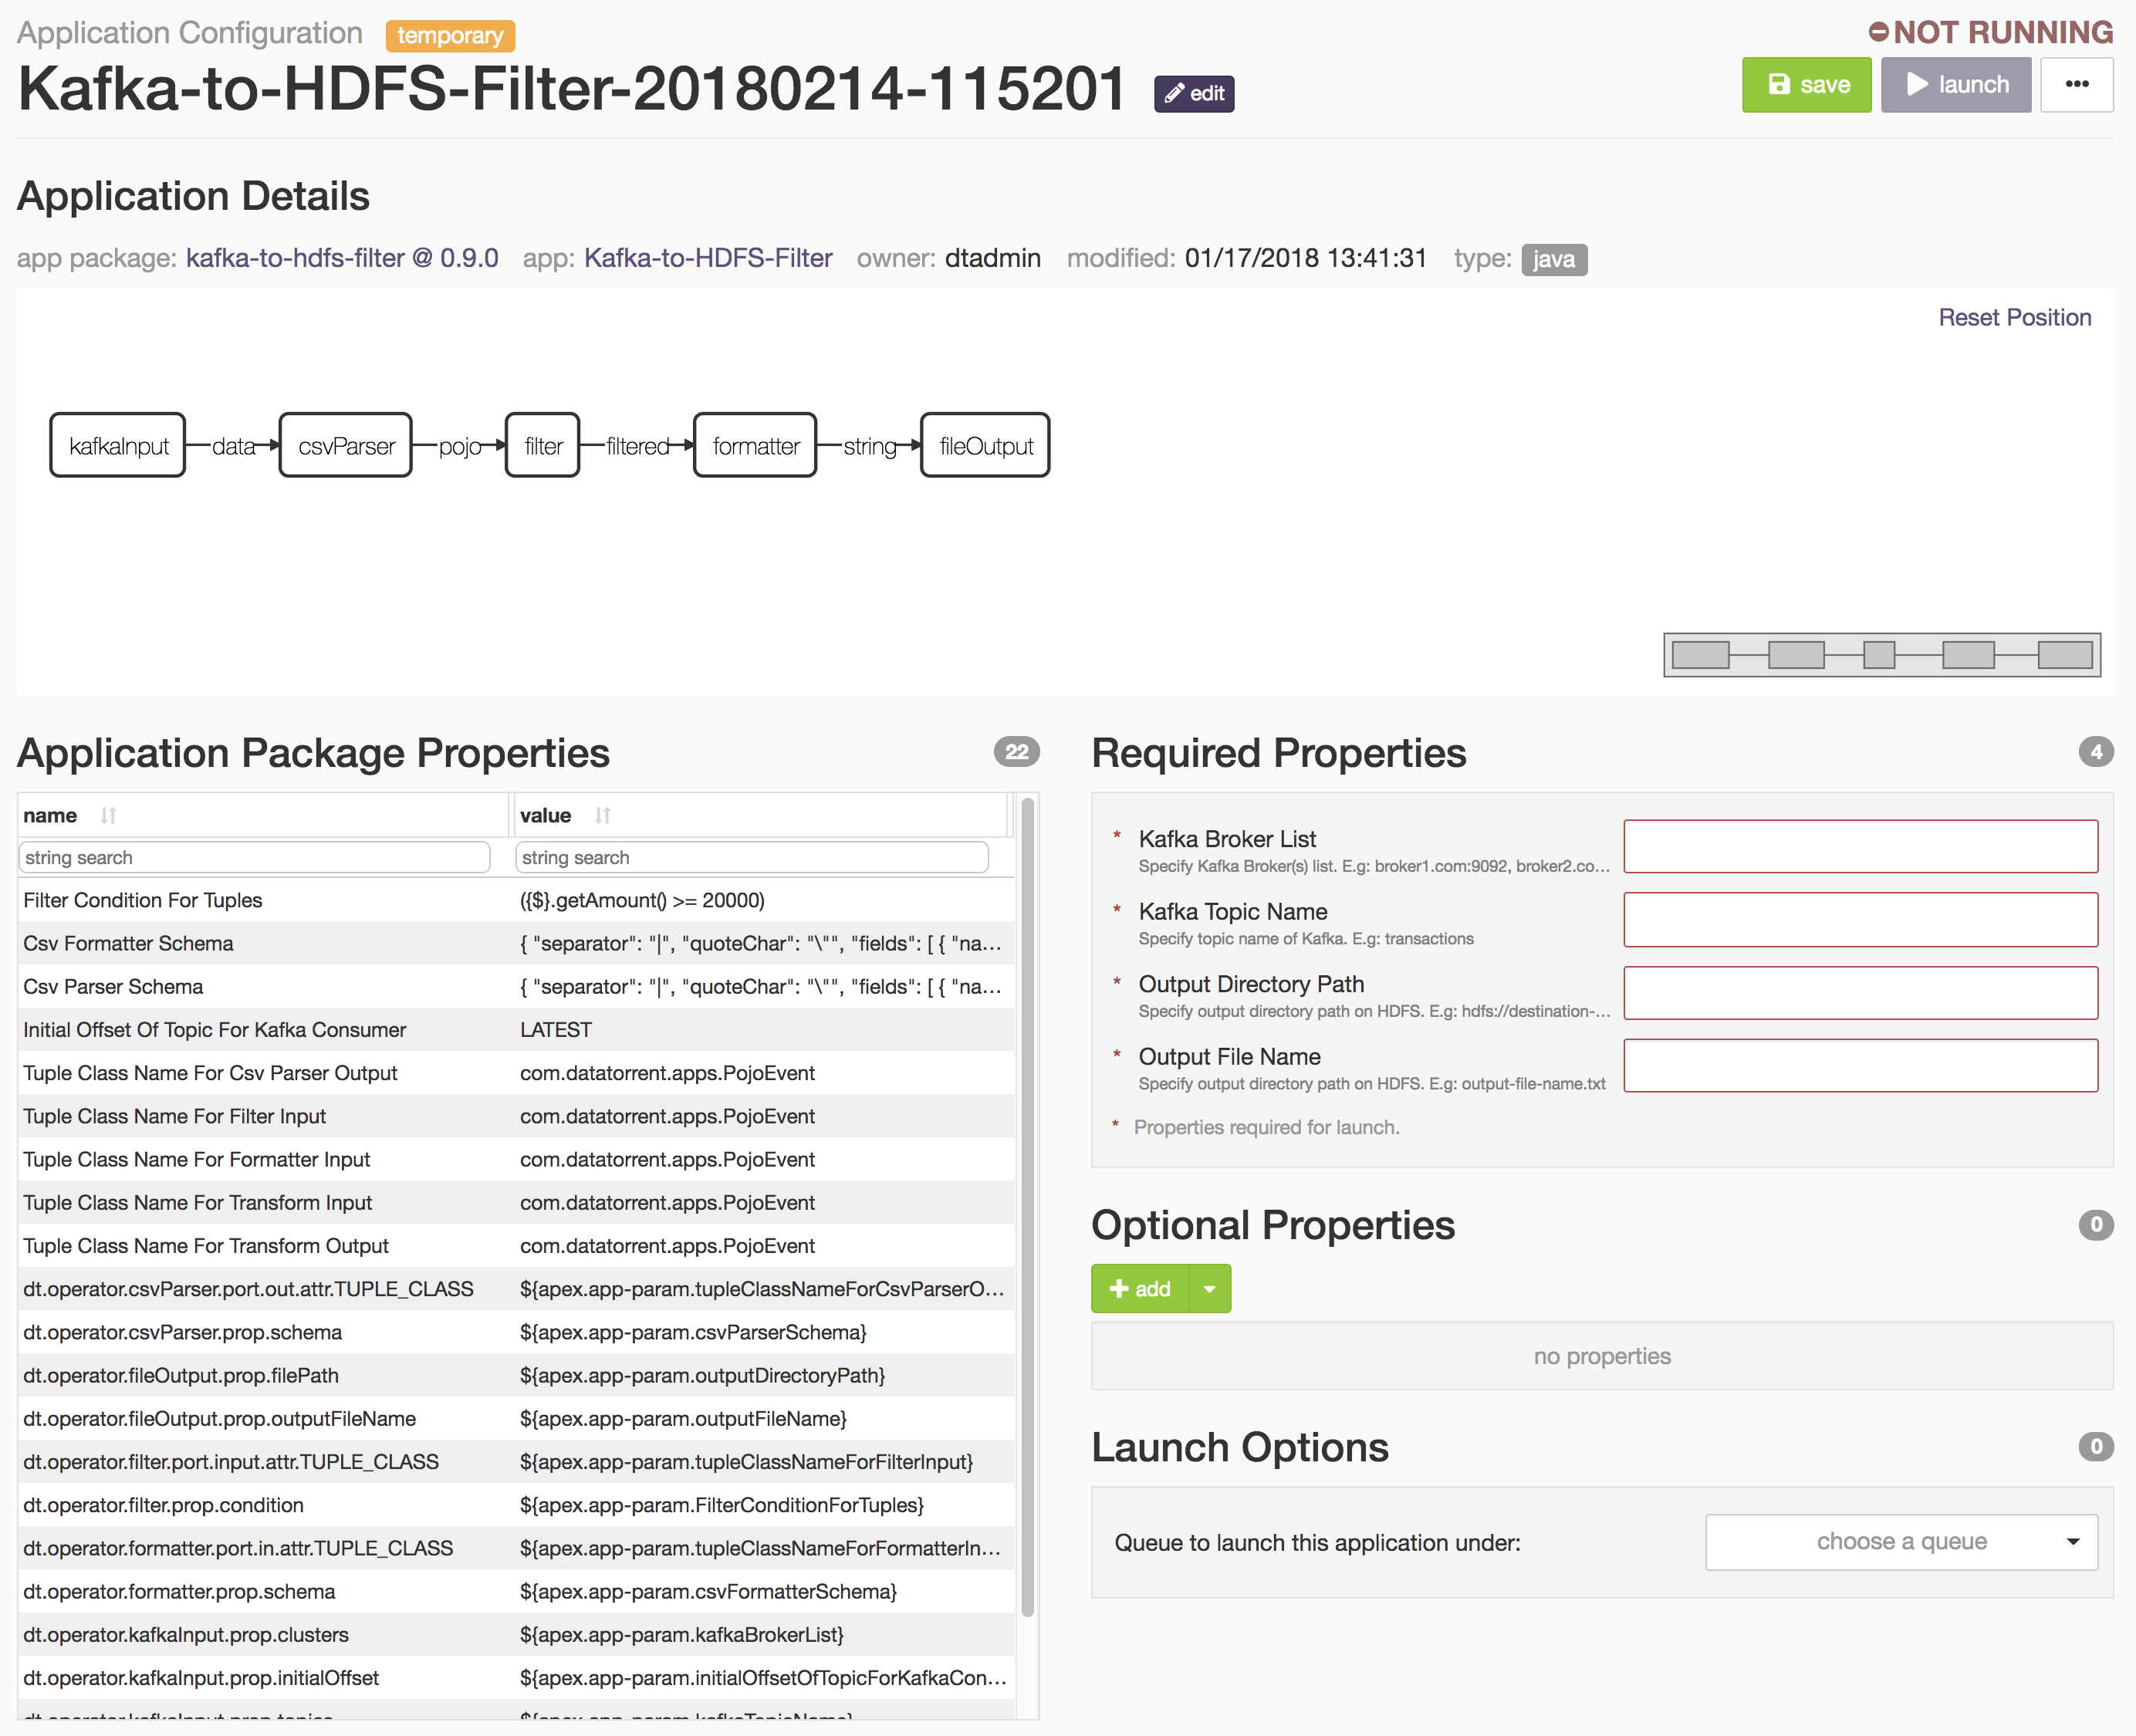 Application Configuration temporary
NOT RUNNING
Kafka-to-HDFS-Filter-20180214-115201 edit
save launch •••
Application Details
app package: kafka-to-hdfs-filter @ 0.9.0 app: Kafka-to-HDFS-Filter owner: dtadmin modified: 01/17/2018 13:41:31 type: java
Reset Position
kafkaInput data csvParser pojo filter filtered formatter string fileOutput
Application Package Properties 22
name value
string search string search
Filter Condition For Tuples ({$}.getAmount() >= 20000)
Csv Formatter Schema { "separator": "|", "quoteChar": "\"", "fields": [ { "na…
Csv Parser Schema { "separator": "|", "quoteChar": "\"", "fields": [ { "na…
Initial Offset Of Topic For Kafka Consumer LATEST
Tuple Class Name For Csv Parser Output com.datatorrent.apps.PojoEvent
Tuple Class Name For Filter Input com.datatorrent.apps.PojoEvent
Tuple Class Name For Formatter Input com.datatorrent.apps.PojoEvent
Tuple Class Name For Transform Input com.datatorrent.apps.PojoEvent
Tuple Class Name For Transform Output com.datatorrent.apps.PojoEvent
dt.operator.csvParser.port.out.attr.TUPLE_CLASS ${apex.app-param.tupleClassNameForCsvParserO…
dt.operator.csvParser.prop.schema ${apex.app-param.csvParserSchema}
dt.operator.fileOutput.prop.filePath ${apex.app-param.outputDirectoryPath}
dt.operator.fileOutput.prop.outputFileName ${apex.app-param.outputFileName}
dt.operator.filter.port.input.attr.TUPLE_CLASS ${apex.app-param.tupleClassNameForFilterInput}
dt.operator.filter.prop.condition ${apex.app-param.FilterConditionForTuples}
dt.operator.formatter.port.in.attr.TUPLE_CLASS ${apex.app-param.tupleClassNameForFormatterIn…
dt.operator.formatter.prop.schema ${apex.app-param.csvFormatterSchema}
dt.operator.kafkaInput.prop.clusters ${apex.app-param.kafkaBrokerList}
dt.operator.kafkaInput.prop.initialOffset ${apex.app-param.initialOffsetOfTopicForKafkaCon…
dt.operator.kafkaInput.prop.topics ${apex.app-param.kafkaTopicName}
Required Properties 4
* Kafka Broker List
Specify Kafka Broker(s) list. E.g: broker1.com:9092, broker2.co…
* Kafka Topic Name
Specify topic name of Kafka. E.g: transactions
* Output Directory Path
Specify output directory path on HDFS. E.g: hdfs://destination-…
* Output File Name
Specify output directory path on HDFS. E.g: output-file-name.txt
* Properties required for launch.
Optional Properties 0
add
no properties
Launch Options 0
Queue to launch this application under: choose a queue